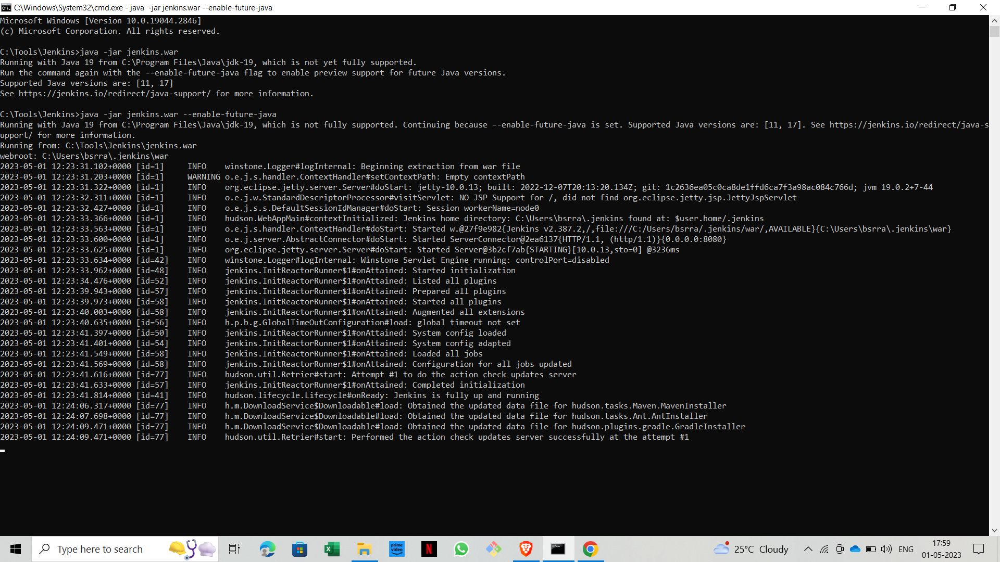 C:\Windows\System32\cmd.exe - java  -jar jenkins.war --enable-future-java
Microsoft Windows [Version 10.0.19044.2846]
(c) Microsoft Corporation. All rights reserved.
C:\Tools\Jenkins>java -jar jenkins.war
Running with Java 19 from C:\Program Files\Java\jdk-19, which is not yet fully supported.
Run the command again with the --enable-future-java flag to enable preview support for future Java versions.
Supported Java versions are: [11, 17]
See https://jenkins.io/redirect/java-support/ for more information.
C:\Tools\Jenkins>java -jar jenkins.war --enable-future-java
Running with Java 19 from C:\Program Files\Java\jdk-19, which is not fully supported. Continuing because --enable-future-java is set. Supported Java versions are: [11, 17]. See https://jenkins.io/redirect/java-s
upport/ for more information.
Running from: C:\Tools\Jenkins\jenkins.war
webroot: C:\Users\bsrra\.jenkins\war
2023-05-01 12:23:31.102+0000 [id=1]     INFO    winstone.Logger#logInternal: Beginning extraction from war file
2023-05-01 12:23:31.203+0000 [id=1]     WARNING o.e.j.s.handler.ContextHandler#setContextPath: Empty contextPath
2023-05-01 12:23:31.322+0000 [id=1]     INFO    org.eclipse.jetty.server.Server#doStart: jetty-10.0.13; built: 2022-12-07T20:13:20.134Z; git: 1c2636ea05c0ca8de1ffd6ca7f3a98ac084c766d; jvm 19.0.2+7-44
2023-05-01 12:23:32.311+0000 [id=1]     INFO    o.e.j.w.StandardDescriptorProcessor#visitServlet: NO JSP Support for /, did not find org.eclipse.jetty.jsp.JettyJspServlet
2023-05-01 12:23:32.427+0000 [id=1]     INFO    o.e.j.s.s.DefaultSessionIdManager#doStart: Session workerName=node0
2023-05-01 12:23:33.366+0000 [id=1]     INFO    hudson.WebAppMain#contextInitialized: Jenkins home directory: C:\Users\bsrra\.jenkins found at: $user.home/.jenkins
2023-05-01 12:23:33.563+0000 [id=1]     INFO    o.e.j.s.handler.ContextHandler#doStart: Started w.@27f9e982{Jenkins v2.387.2,/,file:///C:/Users/bsrra/.jenkins/war/,AVAILABLE}{C:\Users\bsrra\.jenkins\war}
2023-05-01 12:23:33.600+0000 [id=1]     INFO    o.e.j.server.AbstractConnector#doStart: Started ServerConnector@2ea6137{HTTP/1.1, (http/1.1)}{0.0.0.0:8080}
2023-05-01 12:23:33.625+0000 [id=1]     INFO    org.eclipse.jetty.server.Server#doStart: Started Server@3b2cf7ab{STARTING}[10.0.13,sto=0] @3236ms
2023-05-01 12:23:33.634+0000 [id=42]    INFO    winstone.Logger#logInternal: Winstone Servlet Engine running: controlPort=disabled
2023-05-01 12:23:33.962+0000 [id=48]    INFO    jenkins.InitReactorRunner$1#onAttained: Started initialization
2023-05-01 12:23:34.476+0000 [id=52]    INFO    jenkins.InitReactorRunner$1#onAttained: Listed all plugins
2023-05-01 12:23:39.943+0000 [id=57]    INFO    jenkins.InitReactorRunner$1#onAttained: Prepared all plugins
2023-05-01 12:23:39.973+0000 [id=58]    INFO    jenkins.InitReactorRunner$1#onAttained: Started all plugins
2023-05-01 12:23:40.003+0000 [id=58]    INFO    jenkins.InitReactorRunner$1#onAttained: Augmented all extensions
2023-05-01 12:23:40.635+0000 [id=56]    INFO    h.p.b.g.GlobalTimeOutConfiguration#load: global timeout not set
2023-05-01 12:23:41.397+0000 [id=50]    INFO    jenkins.InitReactorRunner$1#onAttained: System config loaded
2023-05-01 12:23:41.401+0000 [id=54]    INFO    jenkins.InitReactorRunner$1#onAttained: System config adapted
2023-05-01 12:23:41.549+0000 [id=58]    INFO    jenkins.InitReactorRunner$1#onAttained: Loaded all jobs
2023-05-01 12:23:41.569+0000 [id=58]    INFO    jenkins.InitReactorRunner$1#onAttained: Configuration for all jobs updated
2023-05-01 12:23:41.616+0000 [id=77]    INFO    hudson.util.Retrier#start: Attempt #1 to do the action check updates server
2023-05-01 12:23:41.633+0000 [id=57]    INFO    jenkins.InitReactorRunner$1#onAttained: Completed initialization
2023-05-01 12:23:41.814+0000 [id=41]    INFO    hudson.lifecycle.Lifecycle#onReady: Jenkins is fully up and running
2023-05-01 12:24:06.317+0000 [id=77]    INFO    h.m.DownloadService$Downloadable#load: Obtained the updated data file for hudson.tasks.Maven.MavenInstaller
2023-05-01 12:24:07.698+0000 [id=77]    INFO    h.m.DownloadService$Downloadable#load: Obtained the updated data file for hudson.tasks.Ant.AntInstaller
2023-05-01 12:24:09.471+0000 [id=77]    INFO    h.m.DownloadService$Downloadable#load: Obtained the updated data file for hudson.plugins.gradle.GradleInstaller
2023-05-01 12:24:09.471+0000 [id=77]    INFO    hudson.util.Retrier#start: Performed the action check updates server successfully at the attempt #1
Type here to search
prime video
25°C Cloudy
ENG
17:59
01-05-2023